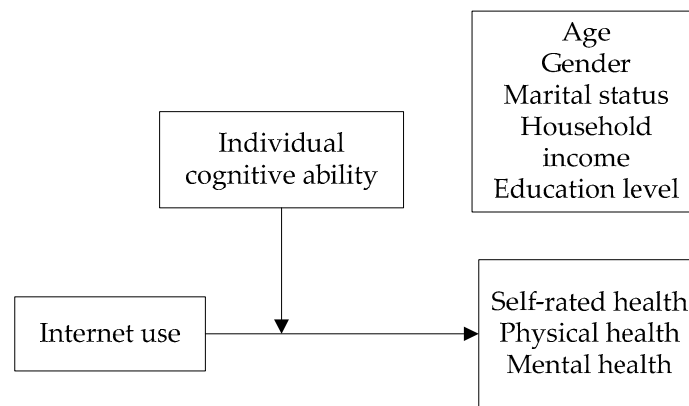 Age
Gender
Marital status
Household
income
Education level
Individual
cognitive ability
Internet use
Self-rated health
Physical health
Mental health